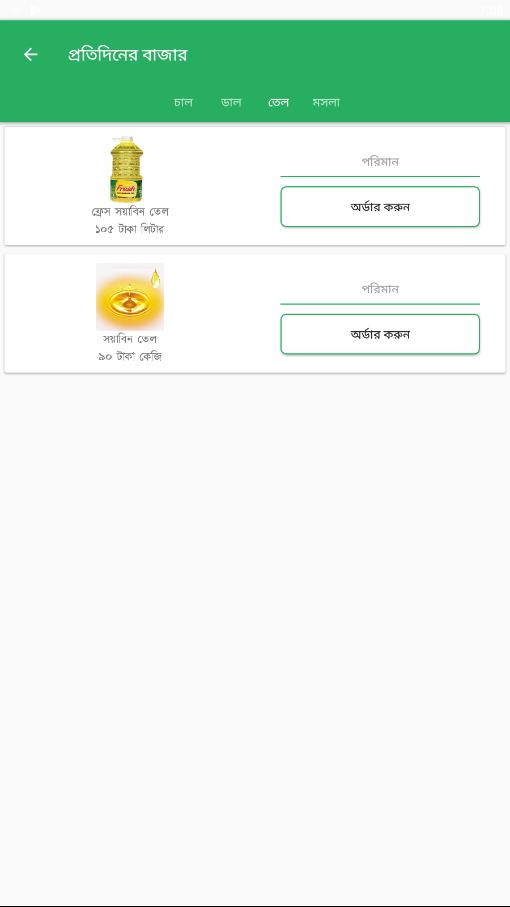 প্রতিদিনের বাজার
চাল ডাল তেল মসলা
Fresh
ফ্রেস সয়াবিন তেল
১০৫ টাকা লিটার
পরিমান
অর্ডার করুন
সয়াবিন তেল
৯০ টাকা কেজি
পরিমান
অর্ডার করুন